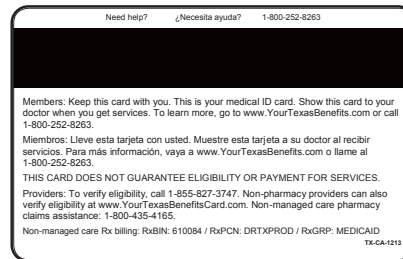 Need help? ¿Necesita ayuda? 1-800-252-8263
Members: Keep this card with you. This is your medical ID card. Show this card to your
doctor when you get services. To learn more, go to www.YourTexasBenefits.com or call
1-800-252-8263.
Miembros: Lleve esta tarjeta con usted. Muestre esta tarjeta a su doctor al recibir
servicios. Para más información, vaya a www.YourTexasBenefits.com o llame al
1-800-252-8263.
THIS CARD DOES NOT GUARANTEE ELIGIBILITY OR PAYMENT FOR SERVICES.
Providers: To verify eligibility, call 1-855-827-3747. Non-pharmacy providers can also
verify eligibility at www.YourTexasBenefitsCard.com. Non-managed care pharmacy
claims assistance: 1-800-435-4165.
Non-managed care Rx billing: RxBIN: 610084 / RxPCN: DRTXPROD / RxGRP: MEDICAID
TX-CA-1213